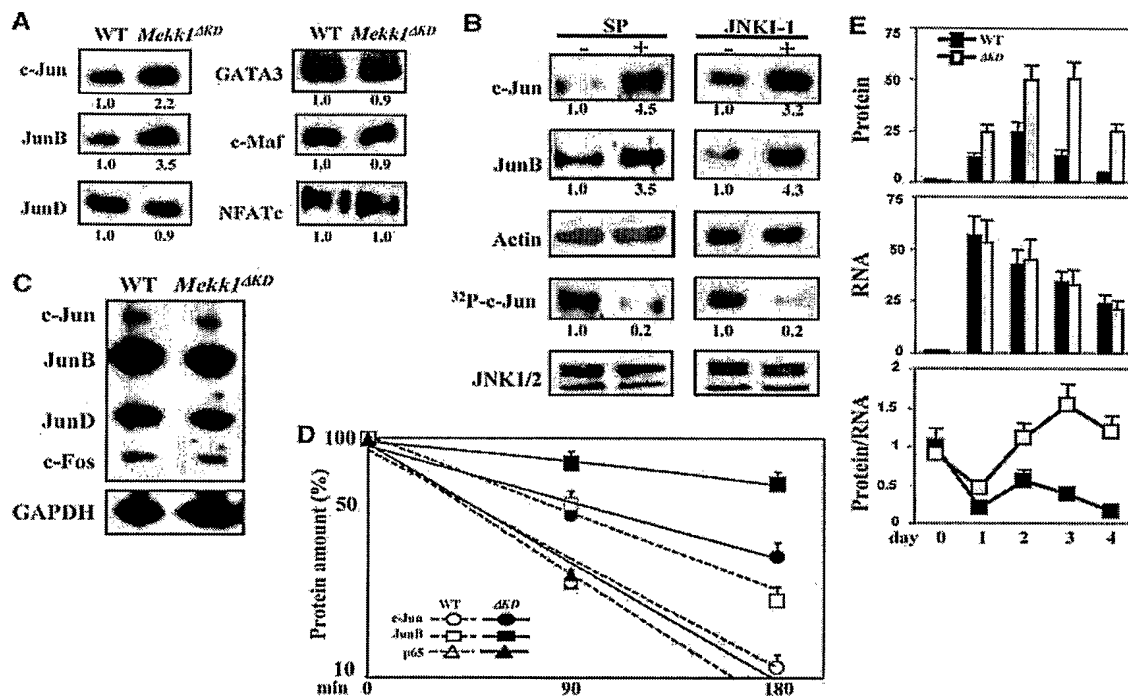 A
WT Mekk1ΔKD
c-Jun
1.0 2.2
JunB
1.0 3.5
JunD
1.0 0.9
WT Mekk1ΔKD
GATA3
1.0 0.9
c-Maf
1.0 0.9
NFATc
1.0 1.0
B
SP JNKI-1
- + - +
c-Jun
1.0 4.5 1.0 3.2
JunB
1.0 3.5 1.0 4.3
Actin
32P-c-Jun
1.0 0.2 1.0 0.2
JNK1/2
C
WT Mekk1ΔKD
c-Jun
JunB
JunD
c-Fos
GAPDH
D
Protein amount (%)
100
50
10
min 0 90 180
WT ΔKD
c-Jun
JunB
p65
E
WT
ΔKD
Protein
75
50
25
0
RNA
75
50
25
0
Protein/RNA
2
1.5
1
0.5
0
day 0 1 2 3 4